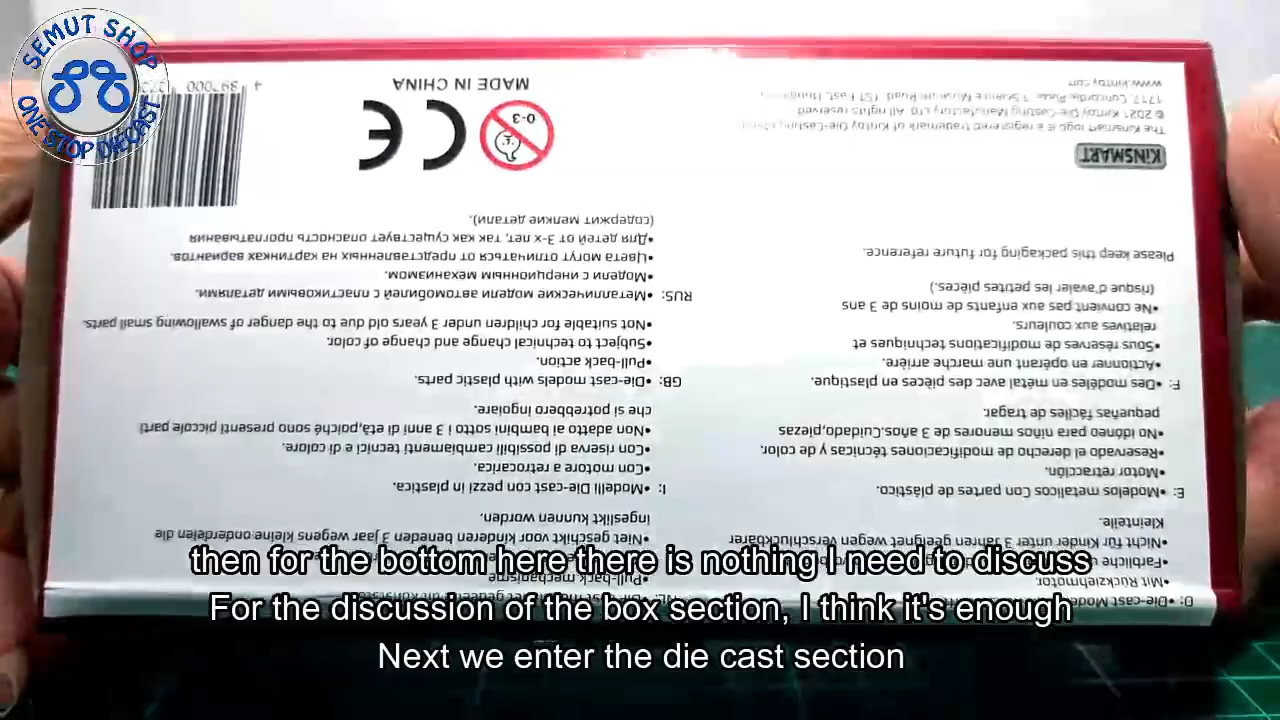 SEMUT SHOP
ONE STOP DIECAST
D: •Die-cast
•Mit Rückziehmotor.
•Farbliche
•Nicht für Kinder unter 3 Jahren geeignet wegen verschluckbarer
Kleinteile.
E: •Modelos metalicos Con partes de plástico.
•Motor retracción.
•Reservado el derecho de modificaciones técnicas y de color.
•No idóneo para niños menores de 3 años.Cuidado,piezas
pequeñas fáciles de tragar.
F: •Des modèles en métal avec des pièces en plastique.
•Actionner en opérant une marche arrière.
•Sous réserves de modifications techniques et
relatives aux couleurs.
•Ne convient pas aux enfants de moins de 3 ans
(risque d'avaler les petites pièces.)
Please keep this packaging for future reference.
KiNSMART
The Kinsmart logo is a registered trademark of Kintoy Die-Casting
© 2021 Kintoy Die-Casting Manufactory Ltd. All rights reserved
www.kintoy.com
NL:
•Pull-back mechanisme
•Niet geschikt voor kinderen beneden 3 jaar wegens kleine onderdelen die
ingeslikt kunnen worden.
I: •Modelli Die-cast con pezzi in plastica.
•Con motore a retrocarica.
•Con riserva di possibili cambiamenti tecnici e di colore.
•Non adatto ai bambini sotto i 3 anni di età,poiché sono presenti piccole parti
che si potrebbero ingoiare.
GB: •Die-cast models with plastic parts.
•Pull-back action.
•Subject to technical change and change of color.
•Not suitable for children under 3 years old due to the danger of swallowing small parts.
RUS: •Металлические модели автомобилей с пластиковыми деталями.
•Модели с инерционным механизмом.
•Цвета могут отличаться от представленных на картинках вариантов.
•Для детей от 3-х лет, так как существует опасность проглатывания
(содержит мелкие детали).
0-3
CE
MADE IN CHINA
then for the bottom here there is nothing I need to discuss
For the discussion of the box section, I think it's enough
Next we enter the die cast section